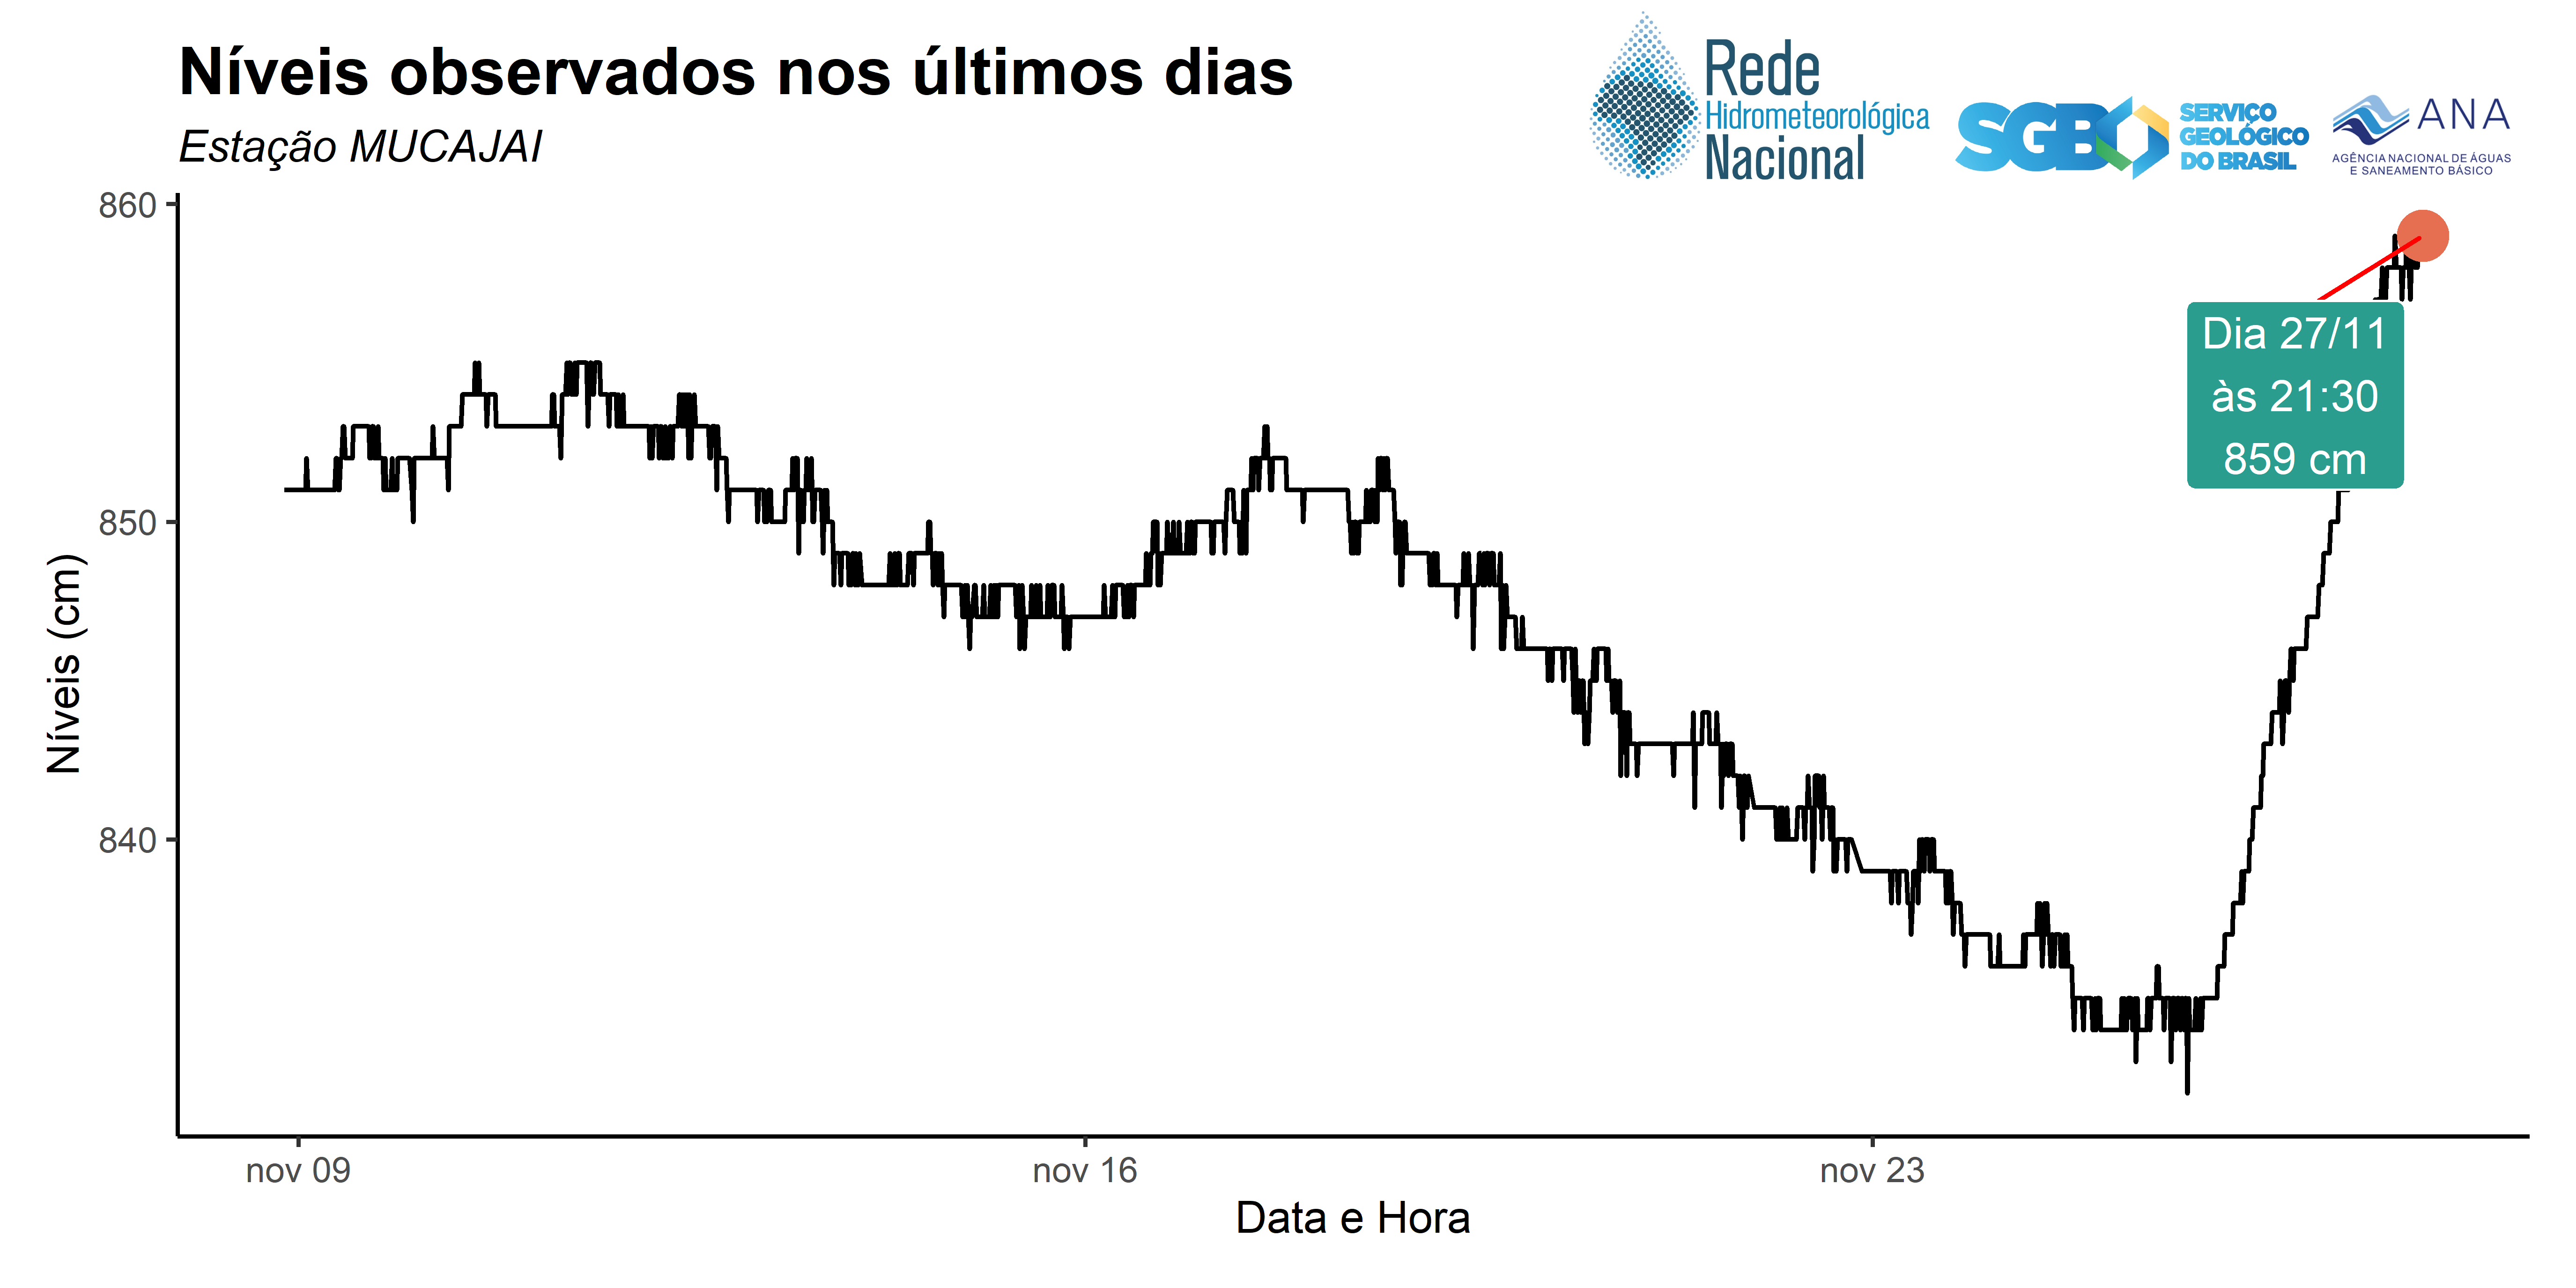 Níveis observados nos últimos dias
Estação MUCAJAI
Rede
Hidrometeorológica
Nacional
SGB
SERVIÇO
GEOLÓGICO
DO BRASIL
ANA
AGÊNCIA NACIONAL DE ÁGUAS
E SANEAMENTO BÁSICO
860
850
840
Níveis (cm)
Dia 27/11
às 21:30
859 cm
nov 09
nov 16
nov 23
Data e Hora